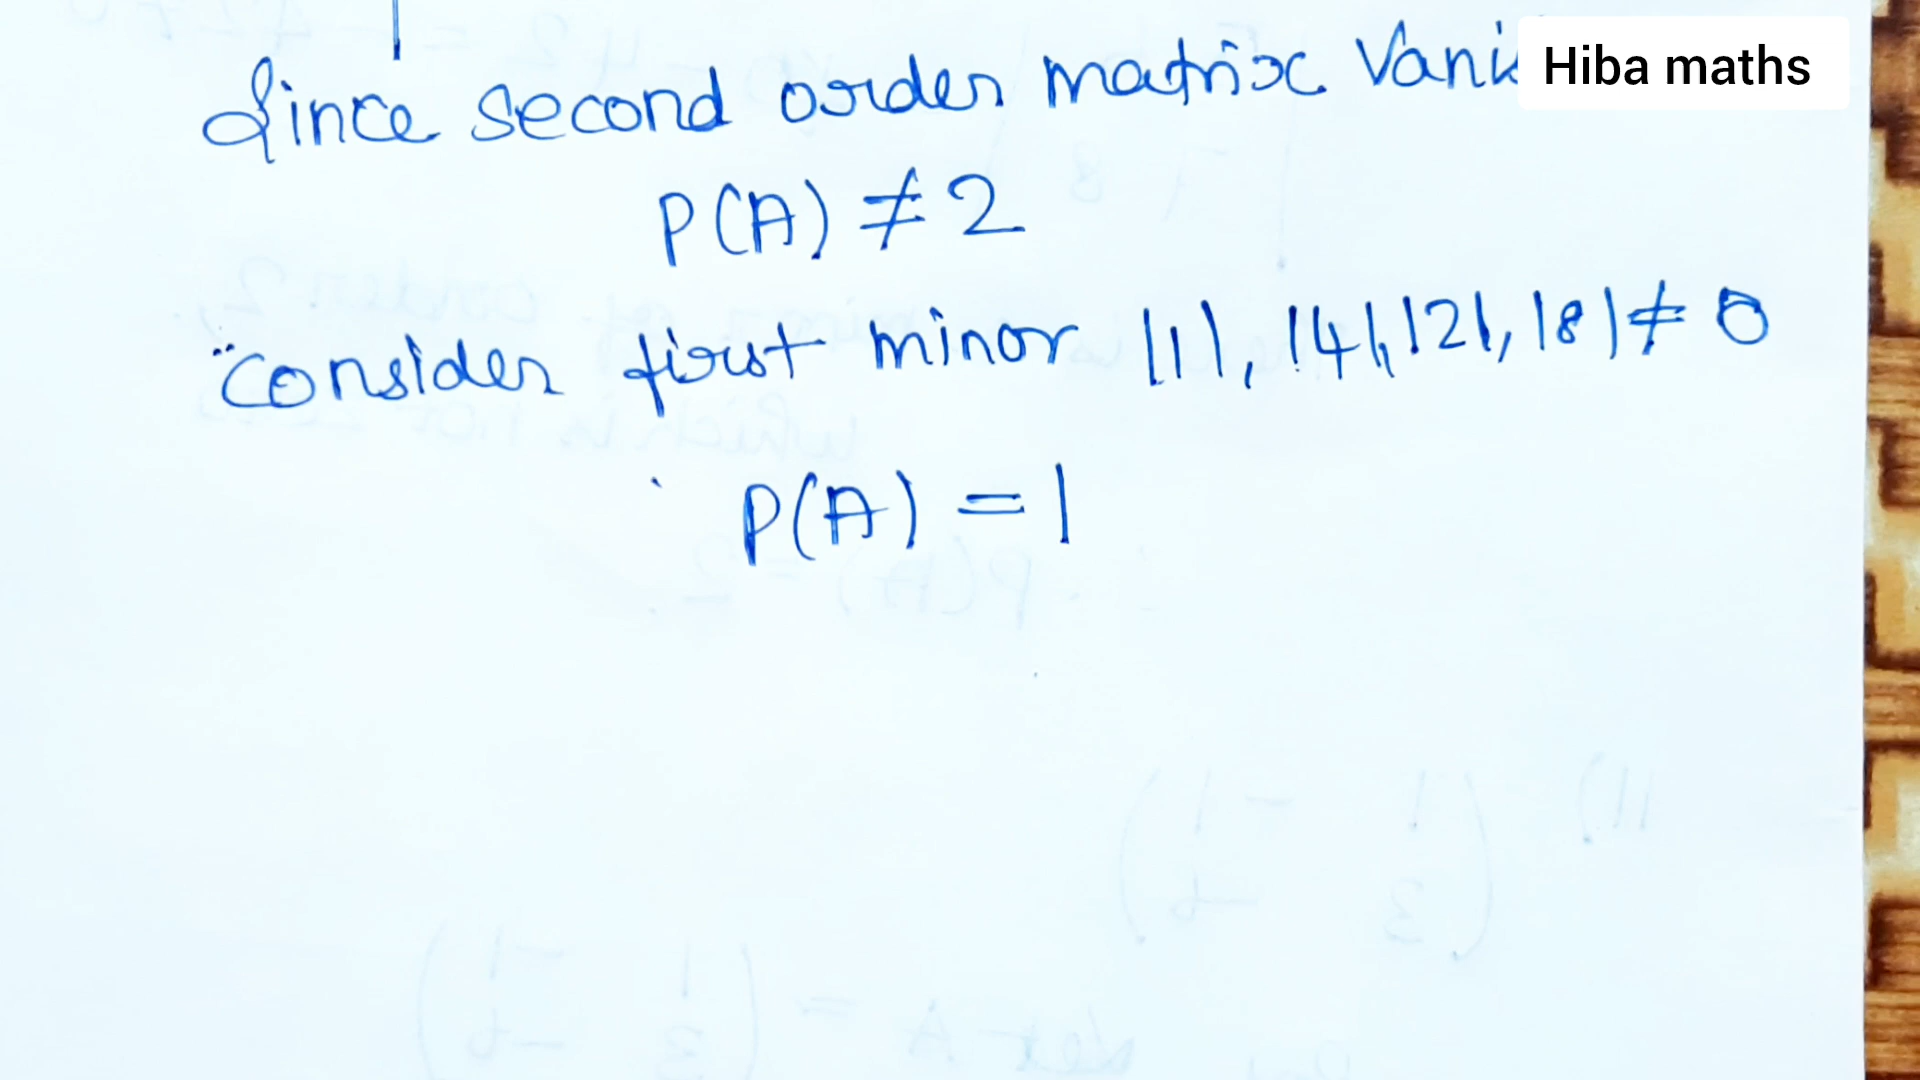 Since second order matrix Vani
Hiba maths
P(A) ≠ 2
consider first minor |1|, |4|, |2|, |8| ≠ 0
P(A) = 1